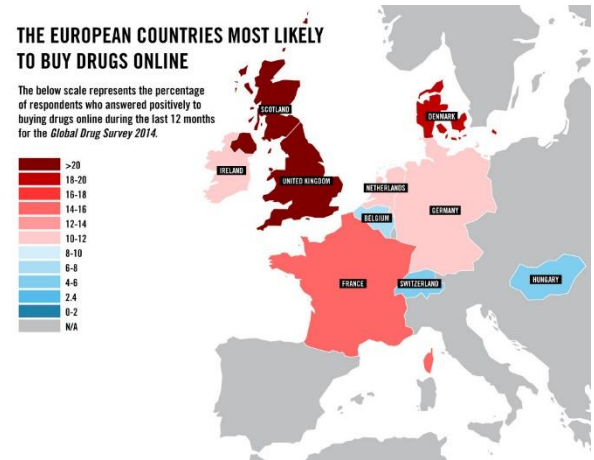 THE EUROPEAN COUNTRIES MOST LIKELY
TO BUY DRUGS ONLINE
The below scale represents the percentage
of respondents who answered positively to
buying drugs online during the last 12 months
for the Global Drug Survey 2014.
>20
18-20
16-18
14-16
12-14
10-12
8-10
6-8
4-6
2.4
0-2
N/A
SCOTLAND
DENMARK
IRELAND
UNITED KINGDOM
NETHERLANDS
GERMANY
BELGIUM
FRANCE
SWITZERLAND
HUNGARY